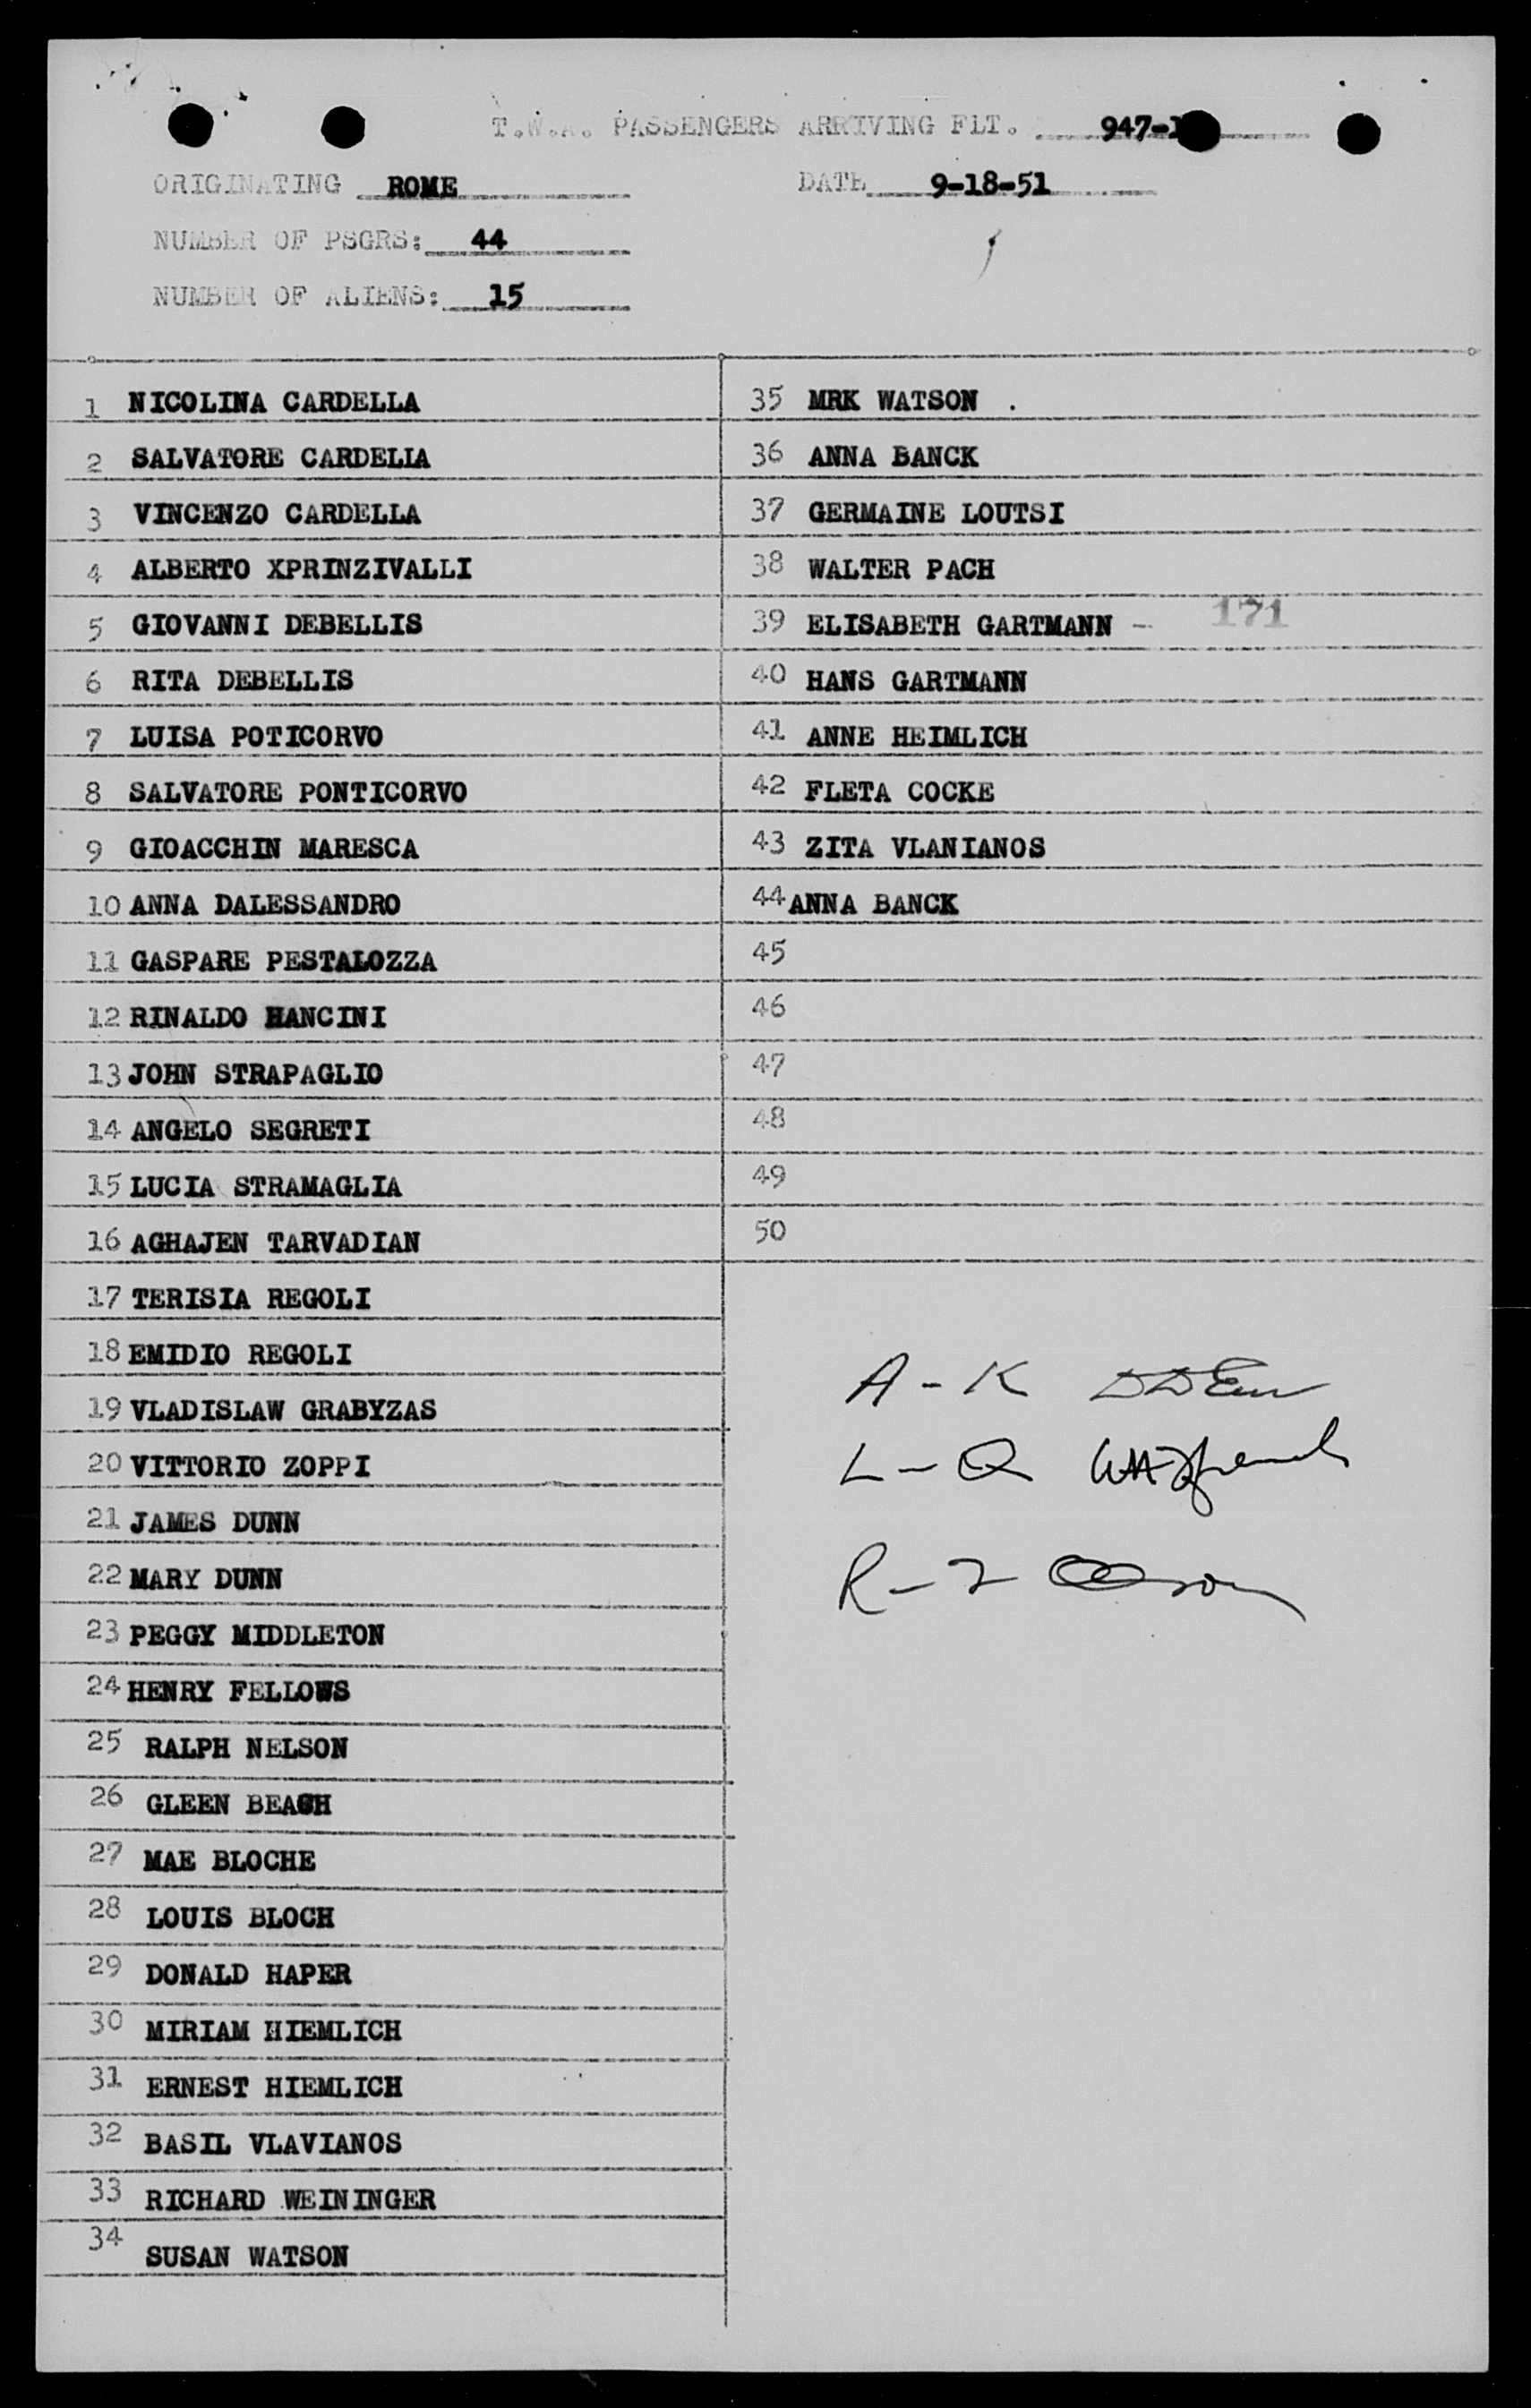 T.W.A. PASSENGERS ARRIVING FLT. 947-
ORIGINATING ROME DATE 9-18-51
NUMBER OF PSGRS: 44
NUMBER OF ALIENS: 15
1 NICOLINA CARDELLA
2 SALVATORE CARDELLA
3 VINCENZO CARDELLA
4 ALBERTO XPRINZIVALLI
5 GIOVANNI DEBELLIS
6 RITA DEBELLIS
7 LUISA POTICORVO
8 SALVATORE PONTICORVO
9 GIOACCHIN MARESCA
10 ANNA DALESSANDRO
11 GASPARE PESTALOZZA
12 RINALDO HANCINI
13 JOHN STRAPAGLIO
14 ANGELO SEGRETI
15 LUCIA STRAMAGLIA
16 AGHAJEN TARVADIAN
17 TERISIA REGOLI
18 EMIDIO REGOLI
19 VLADISLAW GRABYZAS
20 VITTORIO ZOPPI
21 JAMES DUNN
22 MARY DUNN
23 PEGGY MIDDLETON
24 HENRY FELLOWS
25 RALPH NELSON
26 GLEEN BEACH
27 MAE BLOCHE
28 LOUIS BLOCH
29 DONALD HAPER
30 MIRIAM HIEMLICH
31 ERNEST HIEMLICH
32 BASIL VLAVIANOS
33 RICHARD WEININGER
34 SUSAN WATSON
35 MRK WATSON .
36 ANNA BANCK
37 GERMAINE LOUTSI
38 WALTER PACH
39 ELISABETH GARTMANN - 171
40 HANS GARTMANN
41 ANNE HEIMLICH
42 FLETA COCKE
43 ZITA VLANIANOS
44 ANNA BANCK
45
46
47
48
49
50
A - K
L - Q
R - Z Olson